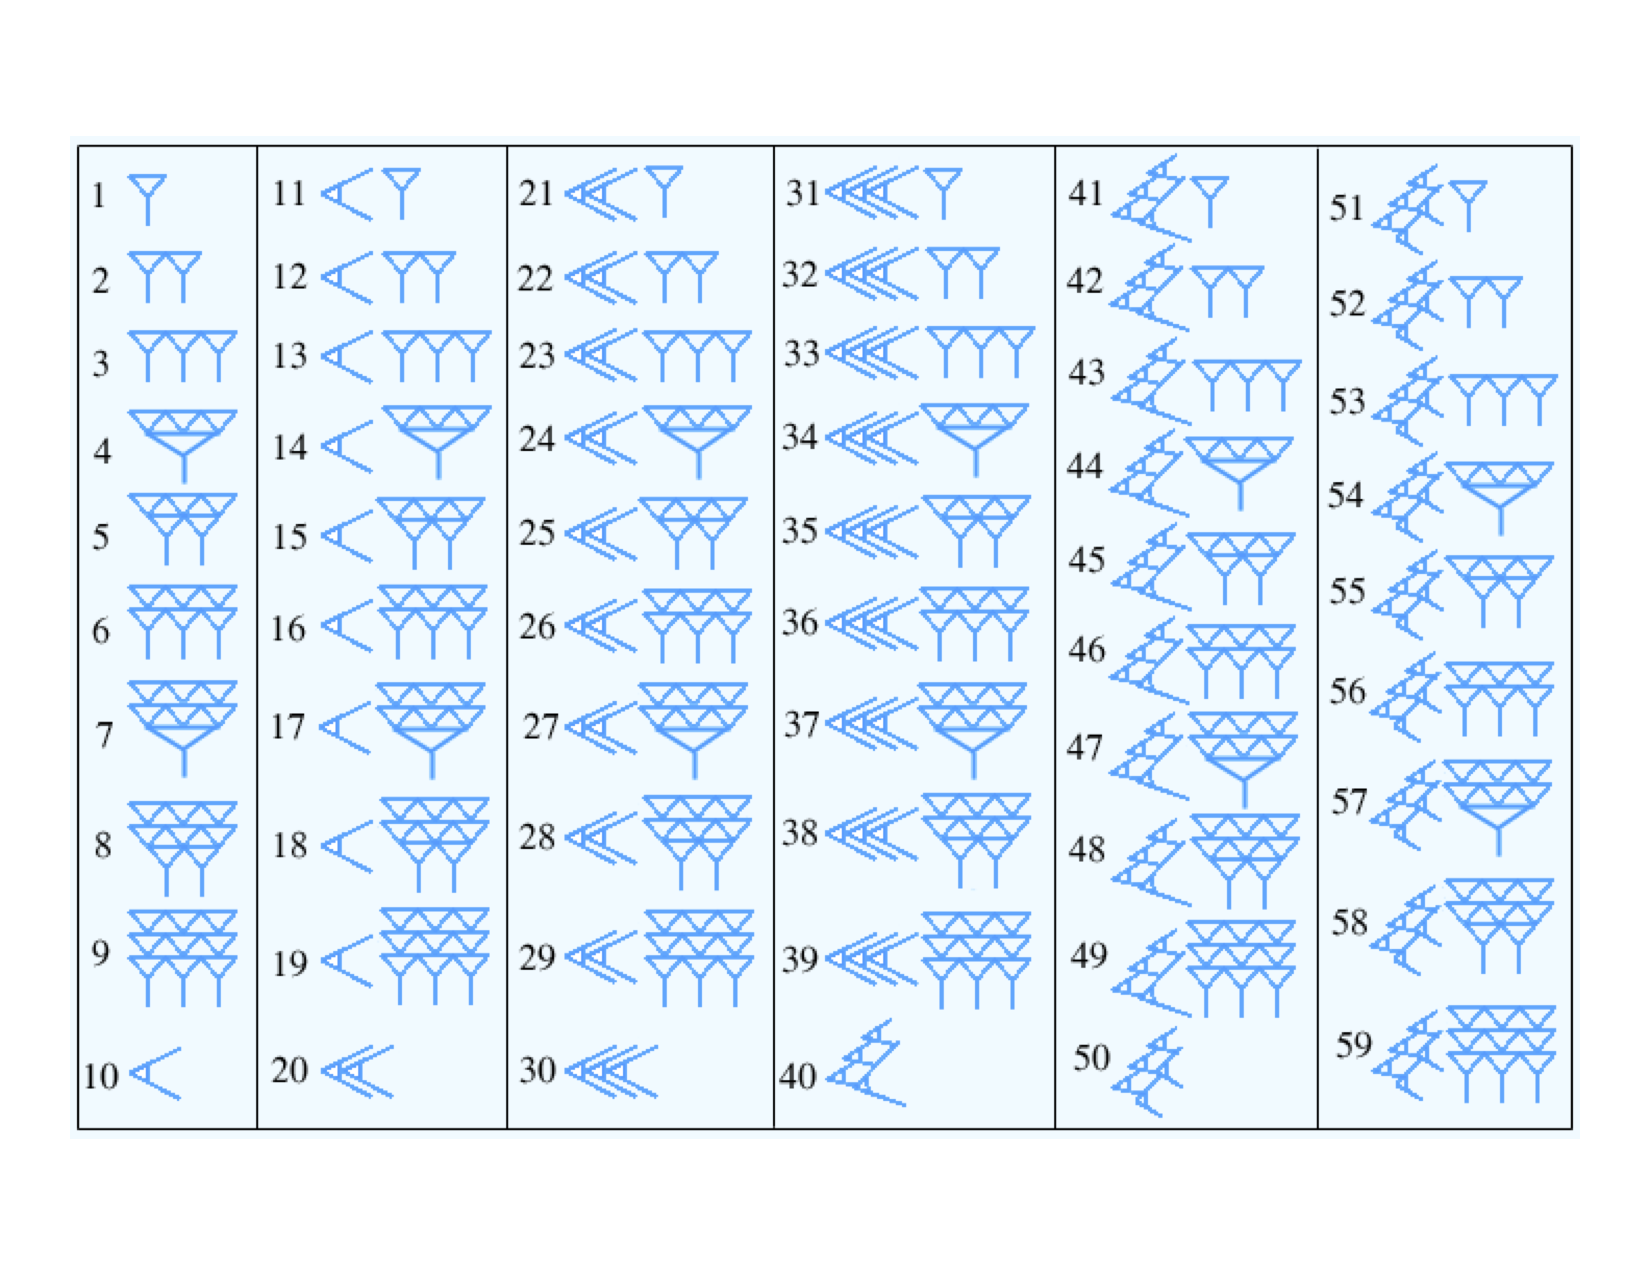 1 𒁹
2 𒈫
3 𒐈
4 𒐉
5 𒐊
6 𒐋
7 𒐌
8 𒐍
9 𒐎
10 𒌋
11 𒌋𒁹
12 𒌋𒈫
13 𒌋𒐈
14 𒌋𒐉
15 𒌋𒐊
16 𒌋𒐋
17 𒌋𒐌
18 𒌋𒐍
19 𒌋𒐎
20 𒎙
21 𒎙𒁹
22 𒎙𒈫
23 𒎙𒐈
24 𒎙𒐉
25 𒎙𒐊
26 𒎙𒐋
27 𒎙𒐌
28 𒎙𒐍
29 𒎙𒐎
30 𒌍
31 𒌍𒁹
32 𒌍𒈫
33 𒌍𒐈
34 𒌍𒐉
35 𒌍𒐊
36 𒌍𒐋
37 𒌍𒐌
38 𒌍𒐍
39 𒌍𒐎
40 𒐏
41 𒐏𒁹
42 𒐏𒈫
43 𒐏𒐈
44 𒐏𒐉
45 𒐏𒐊
46 𒐏𒐋
47 𒐏𒐌
48 𒐏𒐍
49 𒐏𒐎
50 𒐐
51 𒐐𒁹
52 𒐐𒈫
53 𒐐𒐈
54 𒐐𒐉
55 𒐐𒐊
56 𒐐𒐋
57 𒐐𒐌
58 𒐐𒐍
59 𒐐𒐎